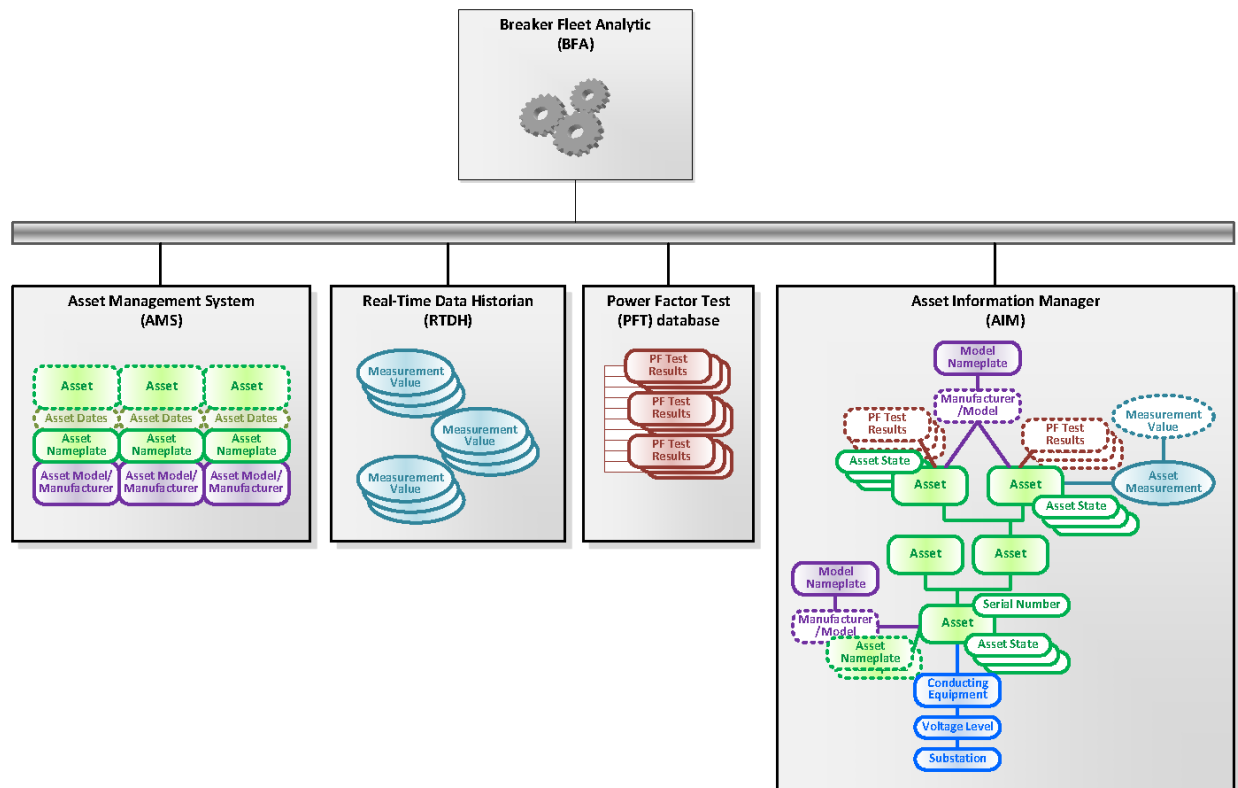 Breaker Fleet Analytic
(BFA)
Asset Management System
(AMS)
Asset
Asset
Asset
Asset Dates
Asset Dates
Asset Dates
Asset
Nameplate
Asset
Nameplate
Asset
Nameplate
Asset Model/
Manufacturer
Asset Model/
Manufacturer
Asset Model/
Manufacturer
Real-Time Data Historian
(RTDH)
Measurement
Value
Measurement
Value
Measurement
Value
Power Factor Test
(PFT) database
PF Test
Results
PF Test
Results
PF Test
Results
Asset Information Manager
(AIM)
Model
Nameplate
Manufacturer
/Model
PF Test
Results
PF Test
Results
Measurement
Value
Asset State
Asset
Asset
Asset
Measurement
Asset State
Asset
Asset
Model
Nameplate
Serial Number
Manufacturer
/Model
Asset
Asset
Nameplate
Asset State
Conducting
Equipment
Voltage Level
Substation